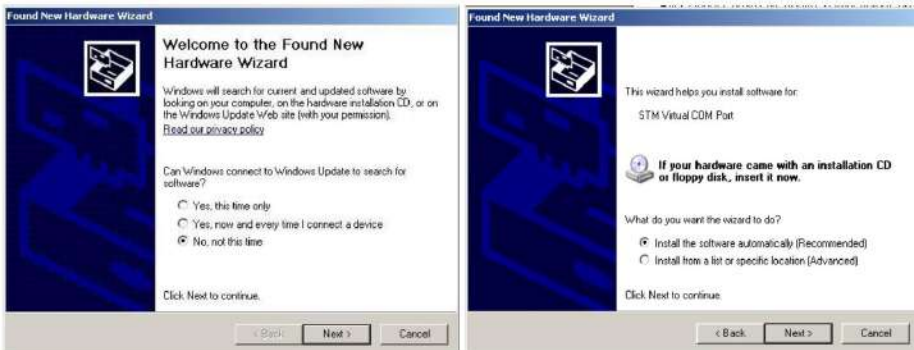 Found New Hardware Wizard
Welcome to the Found New
Hardware Wizard
Windows will search for current and updated software by
looking on your computer, on the hardware installation CD, or on
the Windows Update Web site (with your permission).
Read our privacy policy
Can Windows connect to Windows Update to search for
software?
Yes, this time only
Yes, now and every time I connect a device
No, not this time
Click Next to continue.
< Back
Next >
Cancel
Found New Hardware Wizard
This wizard helps you install software for:
STM Virtual COM Port
If your hardware came with an installation CD
or floppy disk, insert it now.
What do you want the wizard to do?
Install the software automatically (Recommended)
Install from a list or specific location (Advanced)
Click Next to continue.
< Back
Next >
Cancel